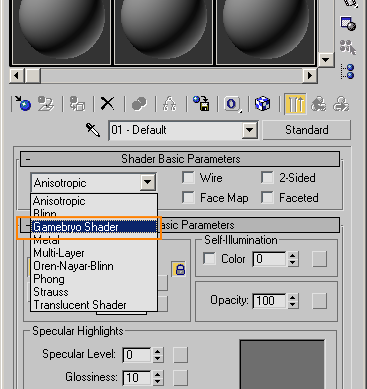 01 - Default
Standard
Shader Basic Parameters
Anisotropic
Wire
2-Sided
Face Map
Faceted
Anisotropic
Blinn
Gamebryo Shader
Metal
Multi-Layer
Oren-Nayar-Blinn
Phong
Strauss
Translucent Shader
asic Parameters
Self-Illumination
Color 0
Opacity: 100
Specular Highlights
Specular Level: 0
Glossiness: 10